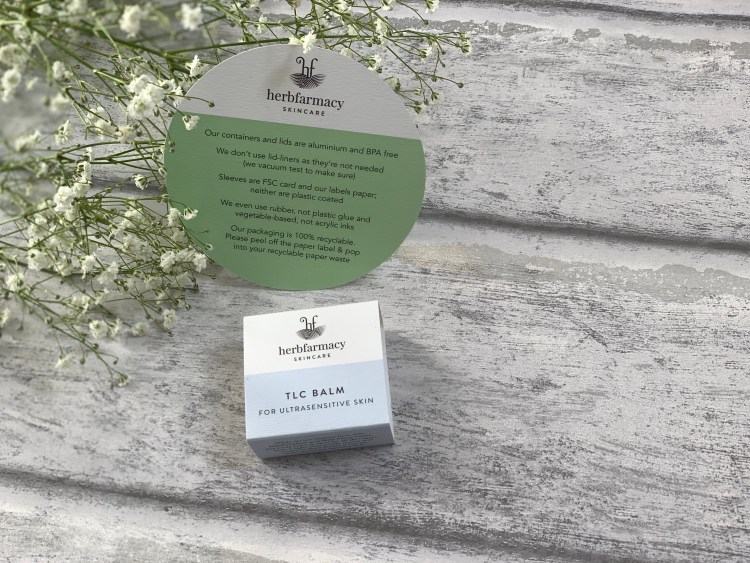 hf
herbfarmacy
SKINCARE
Our containers and lids are aluminium and BPA free
We don't use lid-liners as they're not needed
(we vacuum test to make sure)
Sleeves are FSC card and our labels paper;
neither are plastic coated
We even use rubber, not plastic glue and
vegetable-based, not acrylic inks
Our packaging is 100% recyclable.
Please peel off the paper label & pop
into your recyclable paper waste
hf
herbfarmacy
SKINCARE
TLC BALM
FOR ULTRASENSITIVE SKIN